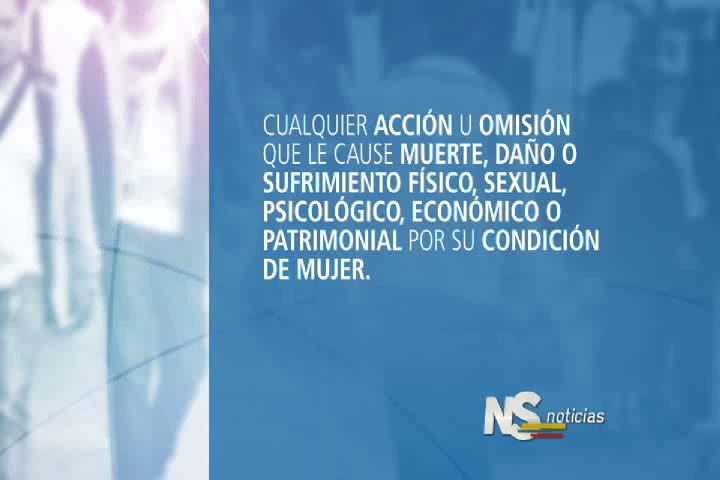 CUALQUIER ACCIÓN U OMISIÓN
QUE LE CAUSE MUERTE, DAÑO O
SUFRIMIENTO FÍSICO, SEXUAL,
PSICOLÓGICO, ECONÓMICO O
PATRIMONIAL POR SU CONDICIÓN
DE MUJER.
NS noticias